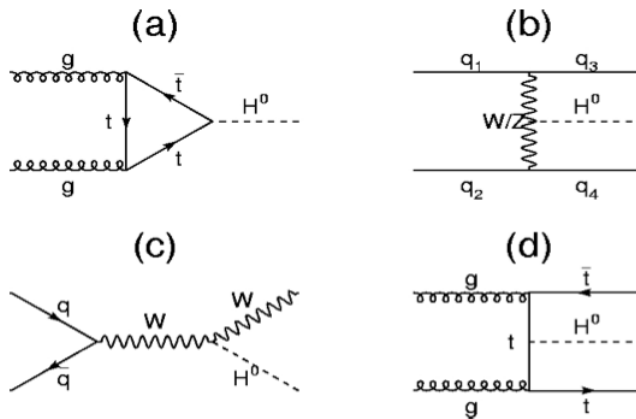 (a)
g
t̄
H⁰
t
t
g
(b)
q₁
q₃
W/Z
H⁰
q₂
q₄
(c)
q
W
W
q̄
H⁰
(d)
g
t̄
t
H⁰
g
t